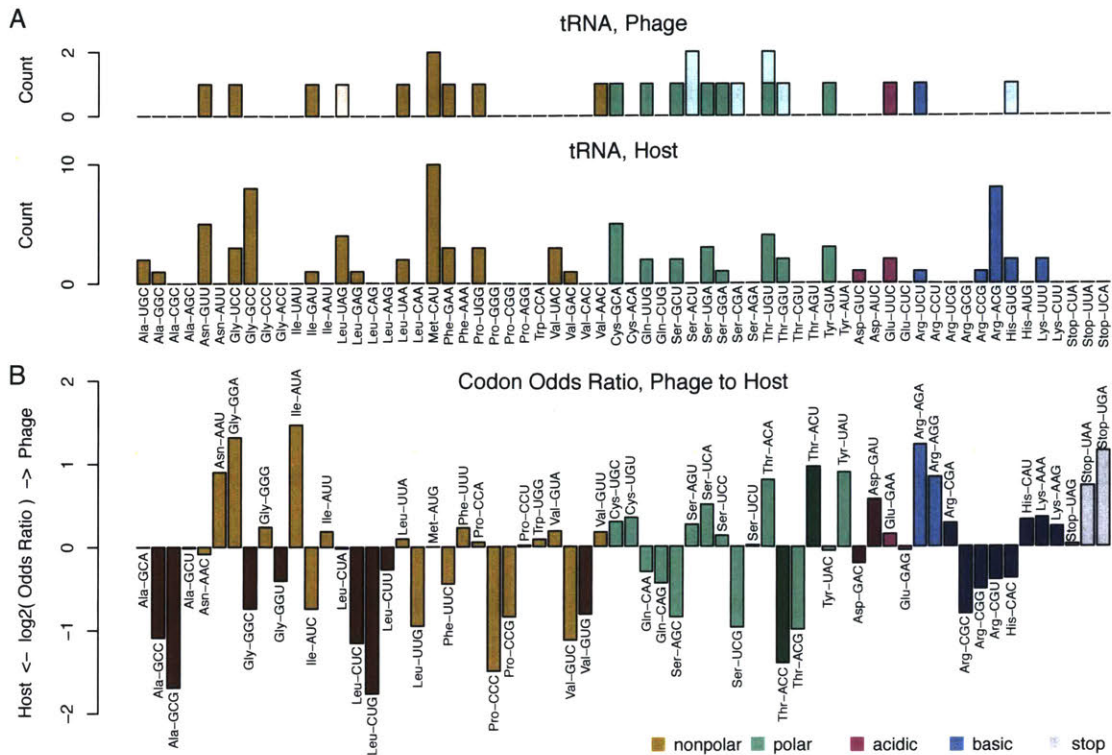 A
tRNA, Phage
Count
2
0
tRNA, Host
Count
10
5
0
Ala-UGC
Ala-GGC
Ala-CGC
Ala-AGC
Asn-GUU
Gly-UCC
Gly-GCC
Gly-CCC
Gly-ACC
Ile-UAU
Ile-GAU
Ile-AAU
Leu-UAG
Leu-GAG
Leu-CAG
Leu-AAG
Leu-UAA
Leu-CAA
Met-CAU
Phe-GAA
Phe-AAA
Pro-UGG
Pro-GGG
Pro-CGG
Pro-AGG
Trp-CCA
Val-UAC
Val-GAC
Val-CAC
Val-AAC
Cys-GCA
Cys-ACA
Gln-UUG
Gln-CUG
Ser-GCU
Ser-ACU
Ser-UGA
Ser-GGA
Ser-CGA
Ser-AGA
Thr-UGU
Thr-GGU
Thr-CGU
Thr-AGU
Tyr-GUA
Tyr-AUA
Asp-GUC
Asp-AUC
Glu-UUC
Glu-CUC
Arg-UCU
Arg-CCU
Arg-UCG
Arg-GCG
Arg-CCG
Arg-ACG
His-GUG
His-AUG
Lys-UUU
Lys-CUU
Stop-CUA
Stop-UUA
Stop-UCA
B
Codon Odds Ratio, Phage to Host
Host <- log2( Odds Ratio ) -> Phage
2
1
0
-1
-2
Ala-GCA
Ala-GCC
Ala-GCG
Ala-GCU
Asn-AAC
Asn-AAU
Gly-GGA
Gly-GGC
Gly-GGG
Gly-GGU
Ile-AUA
Ile-AUC
Ile-AUU
Leu-CUA
Leu-CUC
Leu-CUG
Leu-CUU
Leu-UUA
Leu-UUG
Met-AUG
Phe-UUU
Phe-UUC
Pro-CCA
Pro-CCC
Pro-CCG
Pro-CCU
Trp-UGG
Val-GUA
Val-GUC
Val-GUG
Val-GUU
Cys-UGC
Cys-UGU
Gln-CAA
Gln-CAG
Ser-AGC
Ser-AGU
Ser-UCA
Ser-UCC
Ser-UCG
Ser-UCU
Thr-ACA
Thr-ACC
Thr-ACG
Thr-ACU
Tyr-UAC
Tyr-UAU
Asp-GAC
Asp-GAU
Glu-GAA
Glu-GAG
Arg-AGA
Arg-AGG
Arg-CGA
Arg-CGC
Arg-CGG
Arg-CGU
His-CAC
His-CAU
Lys-AAA
Lys-AAG
Stop-UAG
Stop-UAA
Stop-UGA
nonpolar
polar
acidic
basic
stop